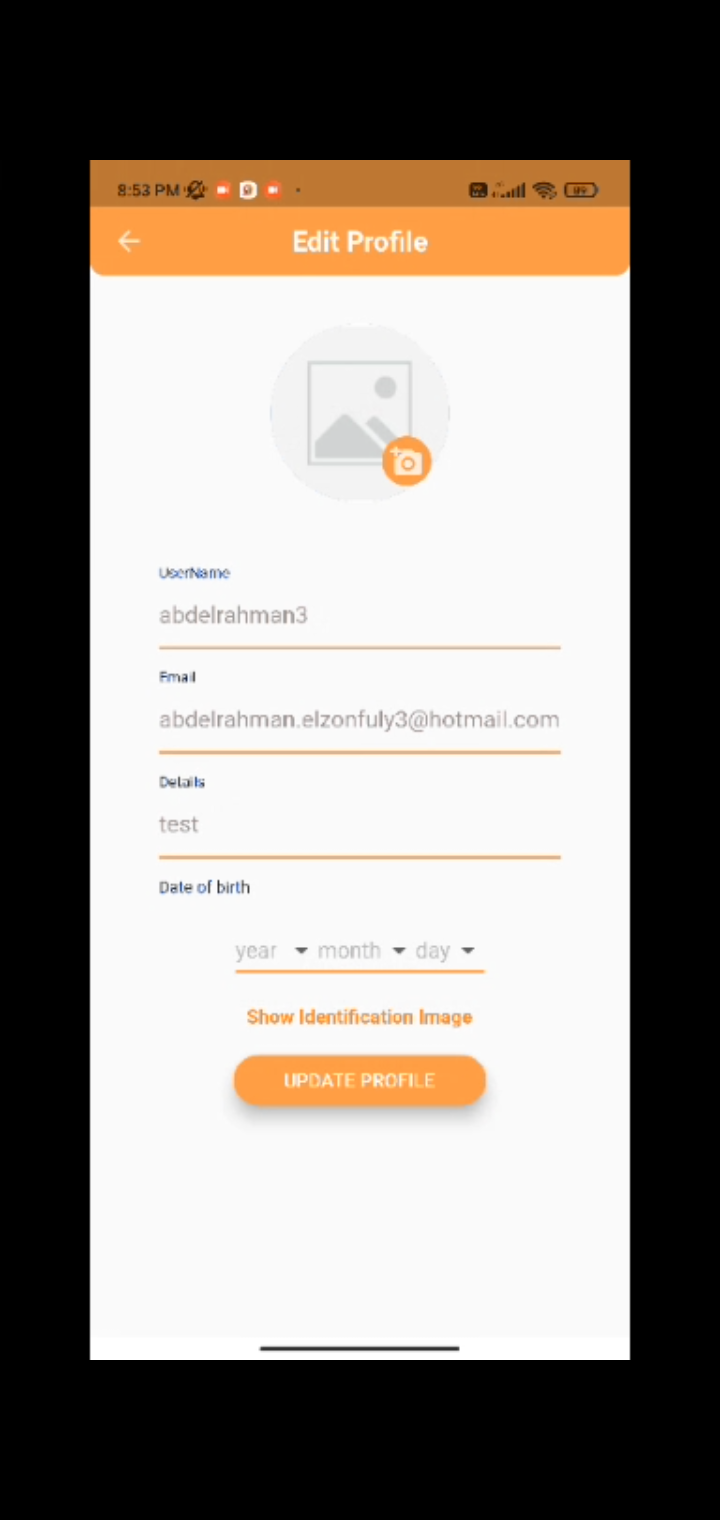 8:53 PM
Edit Profile
UserName
abdelrahman3
Email
abdelrahman.elzonfuly3@hotmail.com
Details
test
Date of birth
year month day
Show Identification Image
UPDATE PROFILE